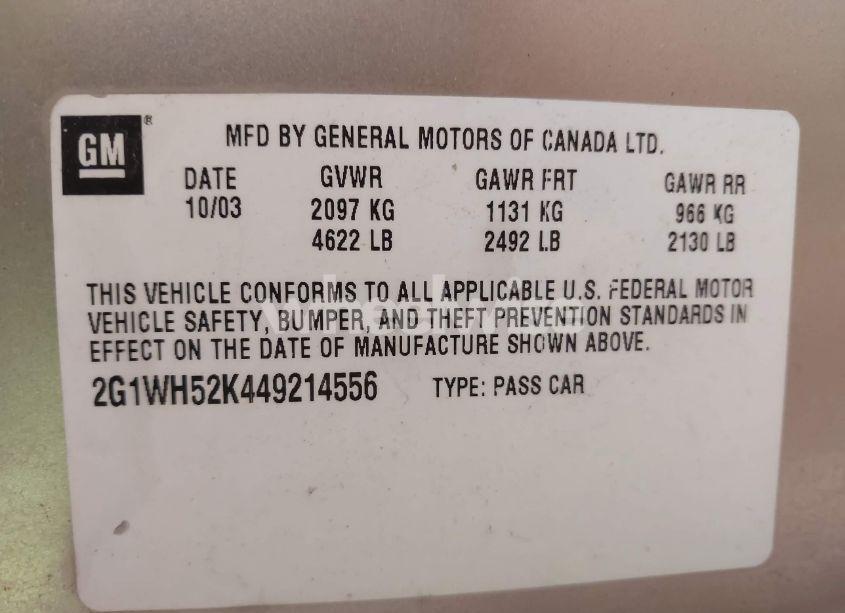 GM®
MFD BY GENERAL MOTORS OF CANADA LTD.
DATE GVWR GAWR FRT GAWR RR
10/03 2097 KG 1131 KG 966 KG
4622 LB 2492 LB 2130 LB
THIS VEHICLE CONFORMS TO ALL APPLICABLE U.S. FEDERAL MOTOR
VEHICLE SAFETY, BUMPER, AND THEFT PREVENTION STANDARDS IN
EFFECT ON THE DATE OF MANUFACTURE SHOWN ABOVE.
2G1WH52K449214556 TYPE: PASS CAR